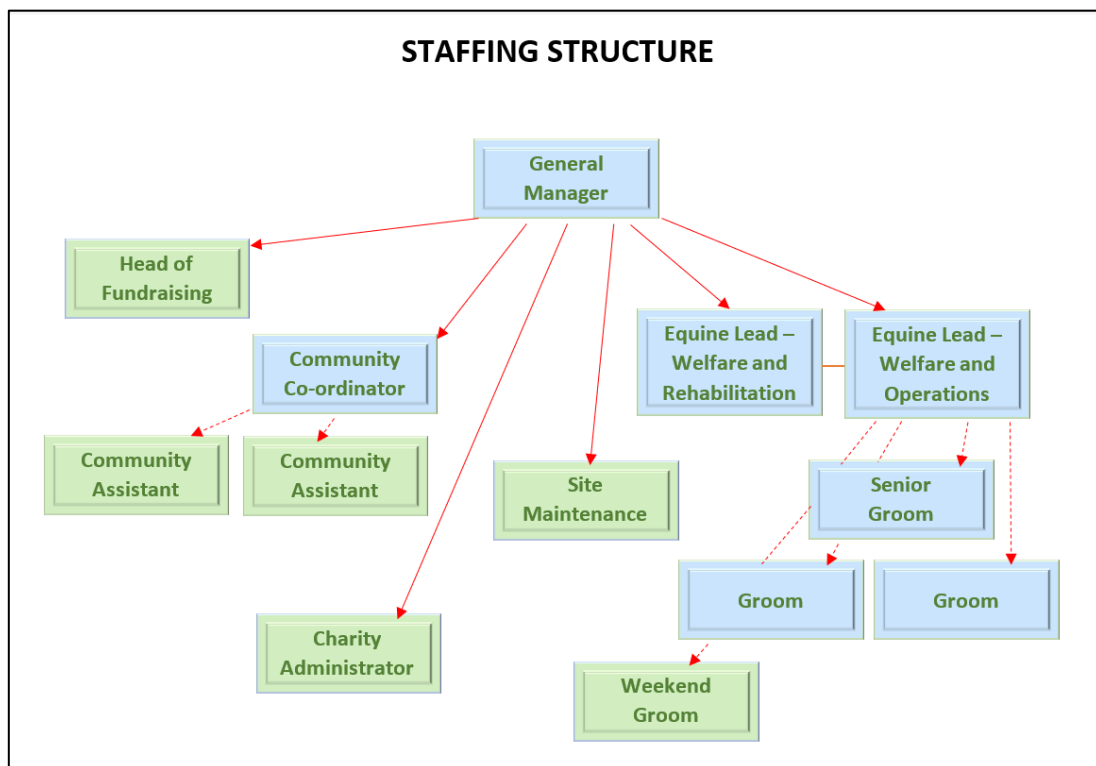 STAFFING STRUCTURE
General
Manager
Head of
Fundraising
Equine Lead –
Welfare and
Rehabilitation
Equine Lead –
Welfare and
Operations
Community
Co-ordinator
Community
Assistant
Community
Assistant
Site
Maintenance
Senior
Groom
Groom
Groom
Charity
Administrator
Weekend
Groom